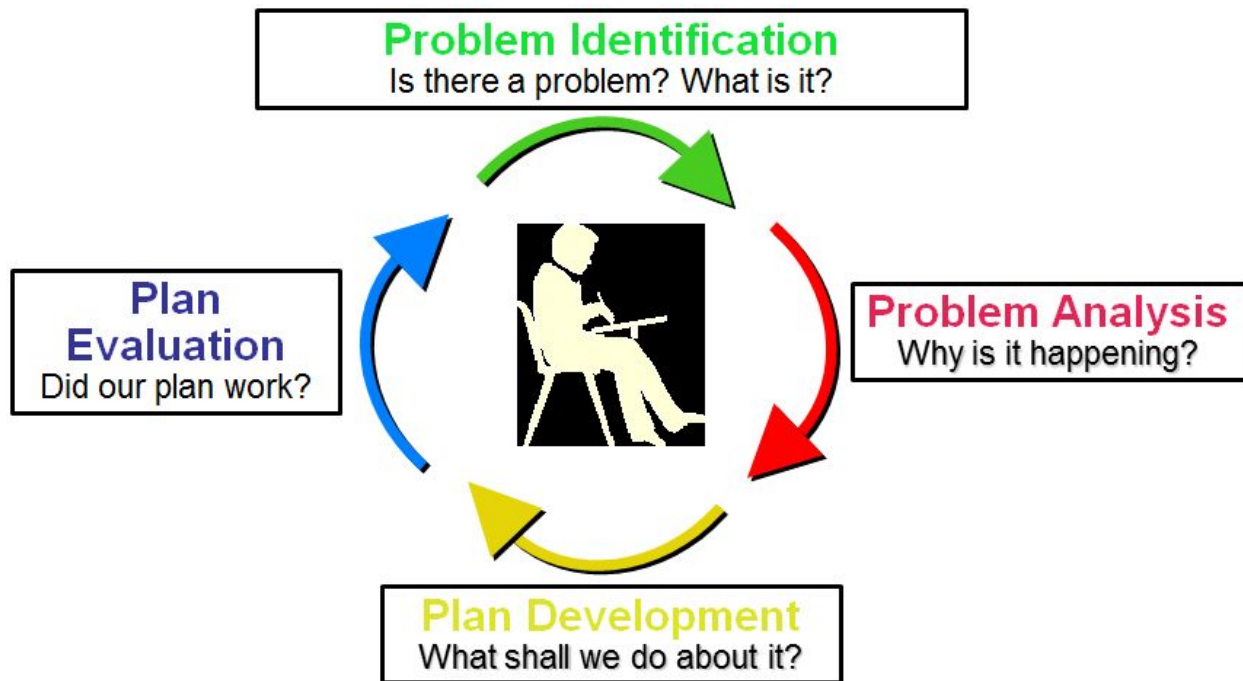 Problem Identification
Is there a problem? What is it?
Problem Analysis
Why is it happening?
Plan Development
What shall we do about it?
Plan
Evaluation
Did our plan work?